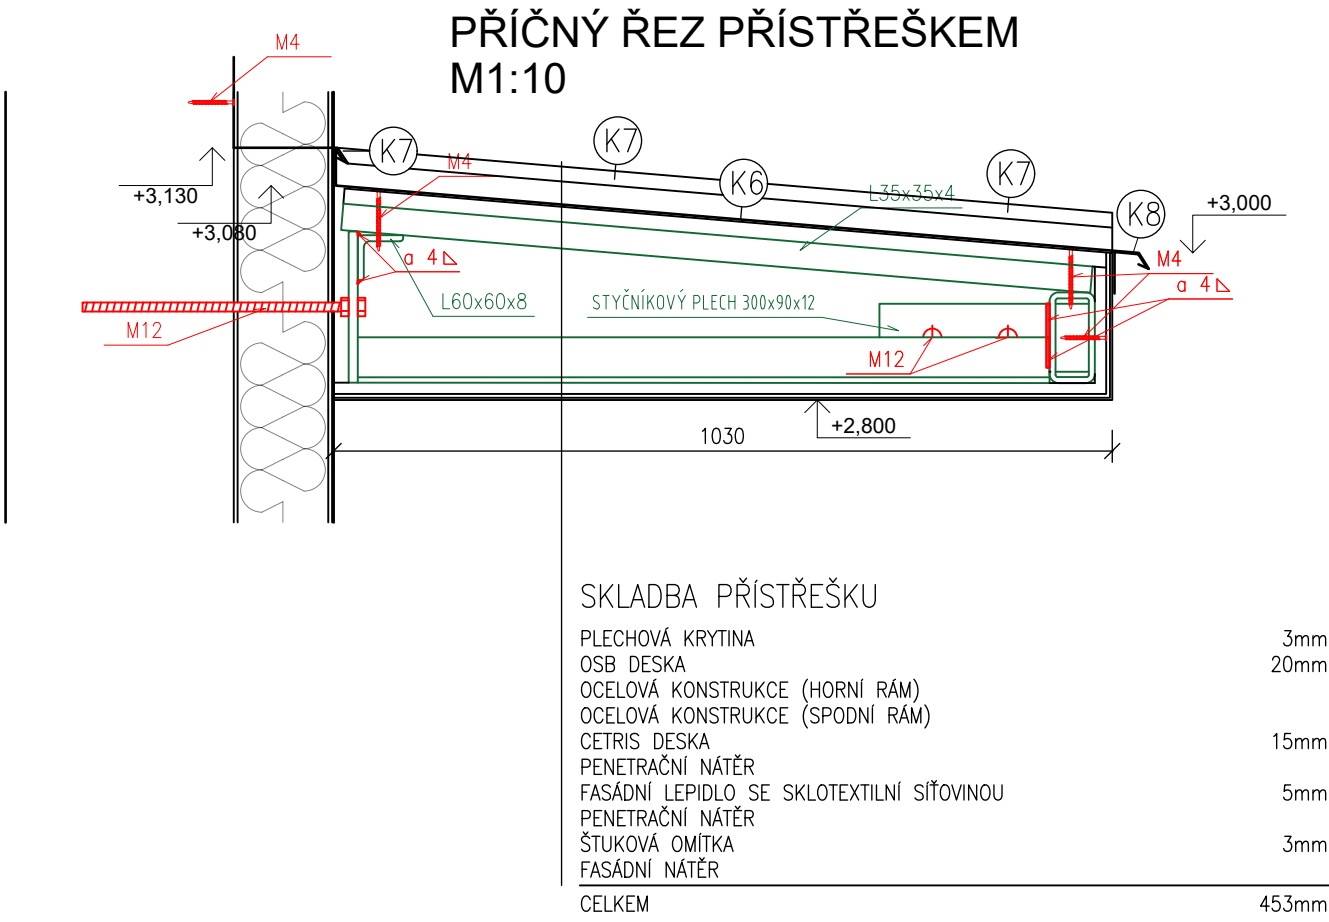 PŘÍČNÝ ŘEZ PŘÍSTŘEŠKEM
M1:10
M4
K7
K7
M4
K6
K7
L35x35x4
K8
+3,130
+3,000
+3,080
a 4
M4
a 4
L60x60x8
STYČNÍKOVÝ PLECH 300x90x12
M12
M12
+2,800
1030
SKLADBA PŘÍSTŘEŠKU
PLECHOVÁ KRYTINA 3mm
OSB DESKA 20mm
OCELOVÁ KONSTRUKCE (HORNÍ RÁM)
OCELOVÁ KONSTRUKCE (SPODNÍ RÁM)
CETRIS DESKA 15mm
PENETRAČNÍ NÁTĚR
FASÁDNÍ LEPIDLO SE SKLOTEXTILNÍ SÍŤOVINOU 5mm
PENETRAČNÍ NÁTĚR
ŠTUKOVÁ OMÍTKA 3mm
FASÁDNÍ NÁTĚR
CELKEM 453mm